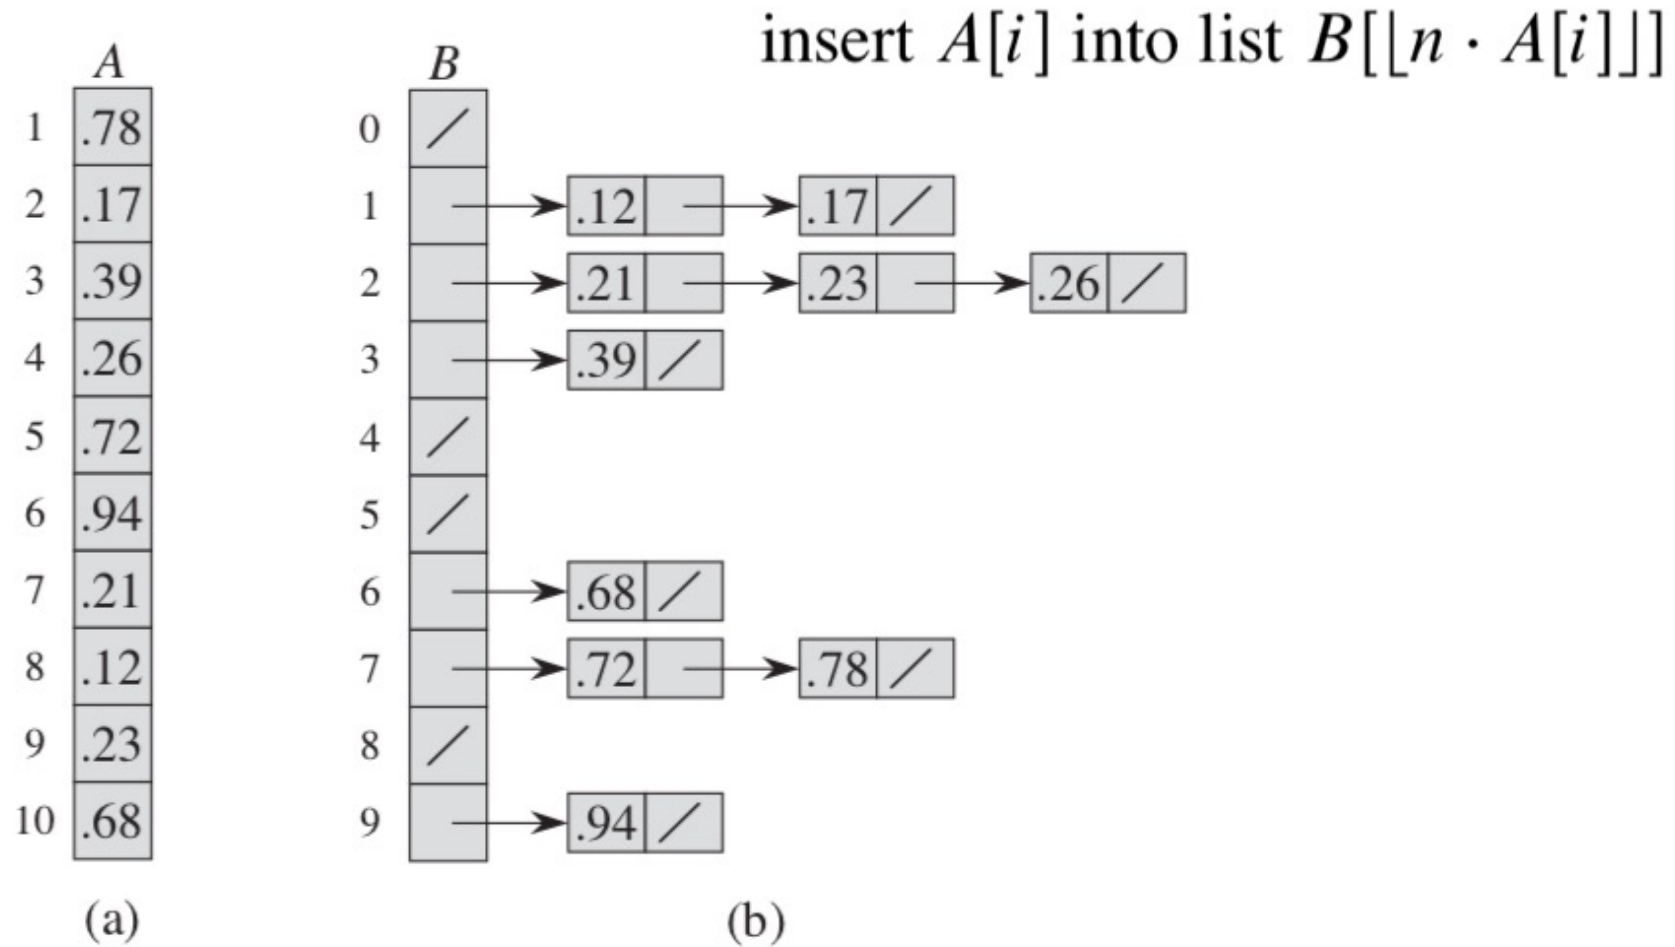 insert A[i] into list B[⌊n · A[i]⌋]
A B
1 .78 0 /
2 .17 1 .12 .17 /
3 .39 2 .21 .23 .26 /
4 .26 3 .39 /
5 .72 4 /
6 .94 5 /
7 .21 6 .68 /
8 .12 7 .72 .78 /
9 .23 8 /
10 .68 9 .94 /
(a) (b)